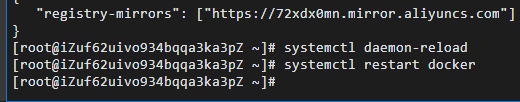 {
"registry-mirrors": ["https://72xdx0mn.mirror.aliyuncs.com"]
}
[root@iZuf62uivo934bqqa3ka3pZ ~]# systemctl daemon-reload
[root@iZuf62uivo934bqqa3ka3pZ ~]# systemctl restart docker
[root@iZuf62uivo934bqqa3ka3pZ ~]#